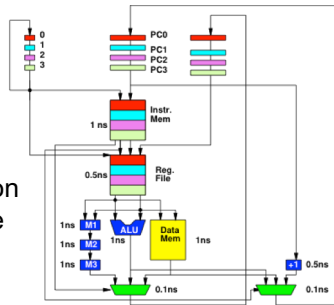 0
1
2
3
PC0
PC1
PC2
PC3
Instr.
Mem
1 ns
0.5ns
Reg.
File
on
e
1ns M1
ALU
1ns
Data
Mem
1ns
1ns M2
1ns M3
+1 0.5ns
0.1ns
0.1ns